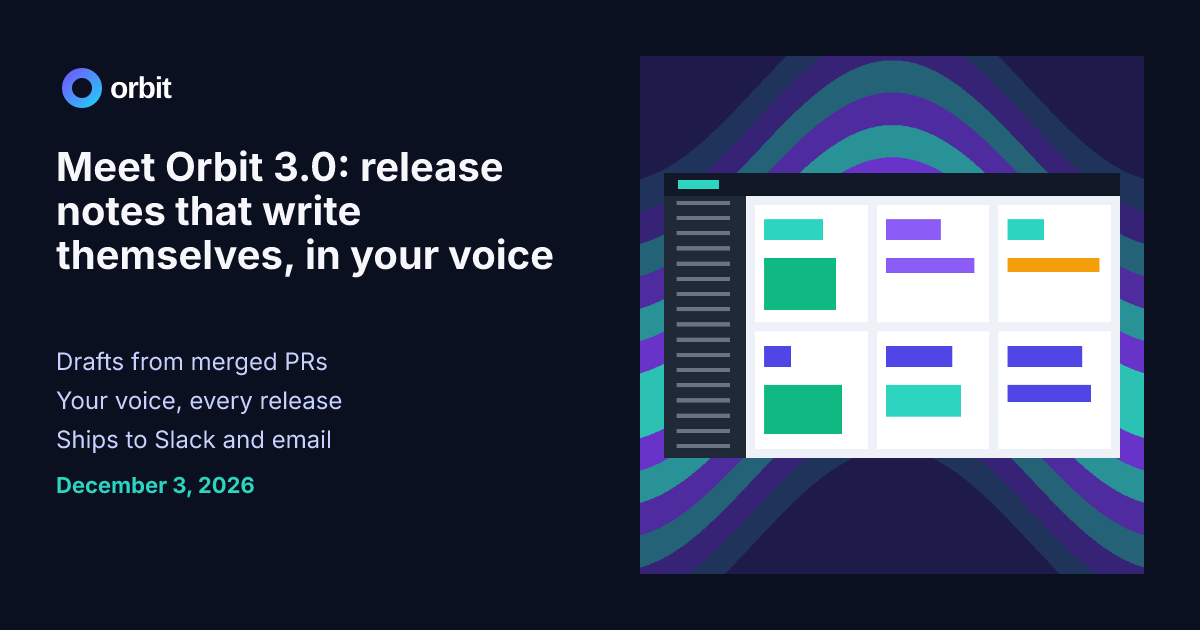 orbit
Meet Orbit 3.0: release
notes that write
themselves, in your voice
Drafts from merged PRs
Your voice, every release
Ships to Slack and email
December 3, 2026